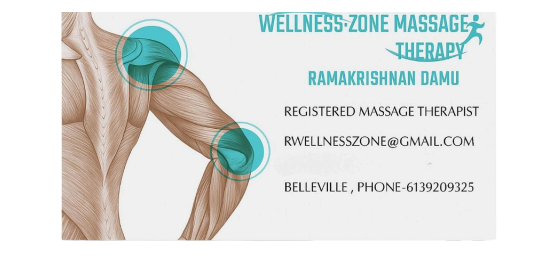 WELLNESS-ZONE MASSAGE
THERAPY
RAMAKRISHNAN DAMU
REGISTERED MASSAGE THERAPIST
RWELLNESSZONE@GMAIL.COM
BELLEVILLE , PHONE-6139209325